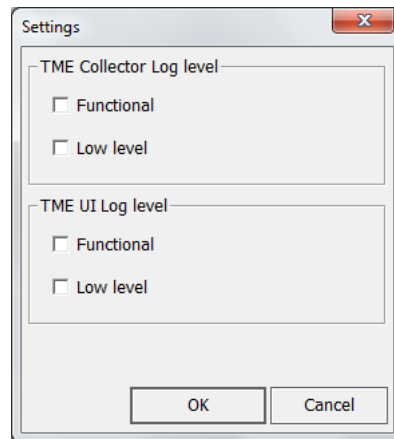 Settings
TME Collector Log level
Functional
Low level
TME UI Log level
Functional
Low level
OK Cancel